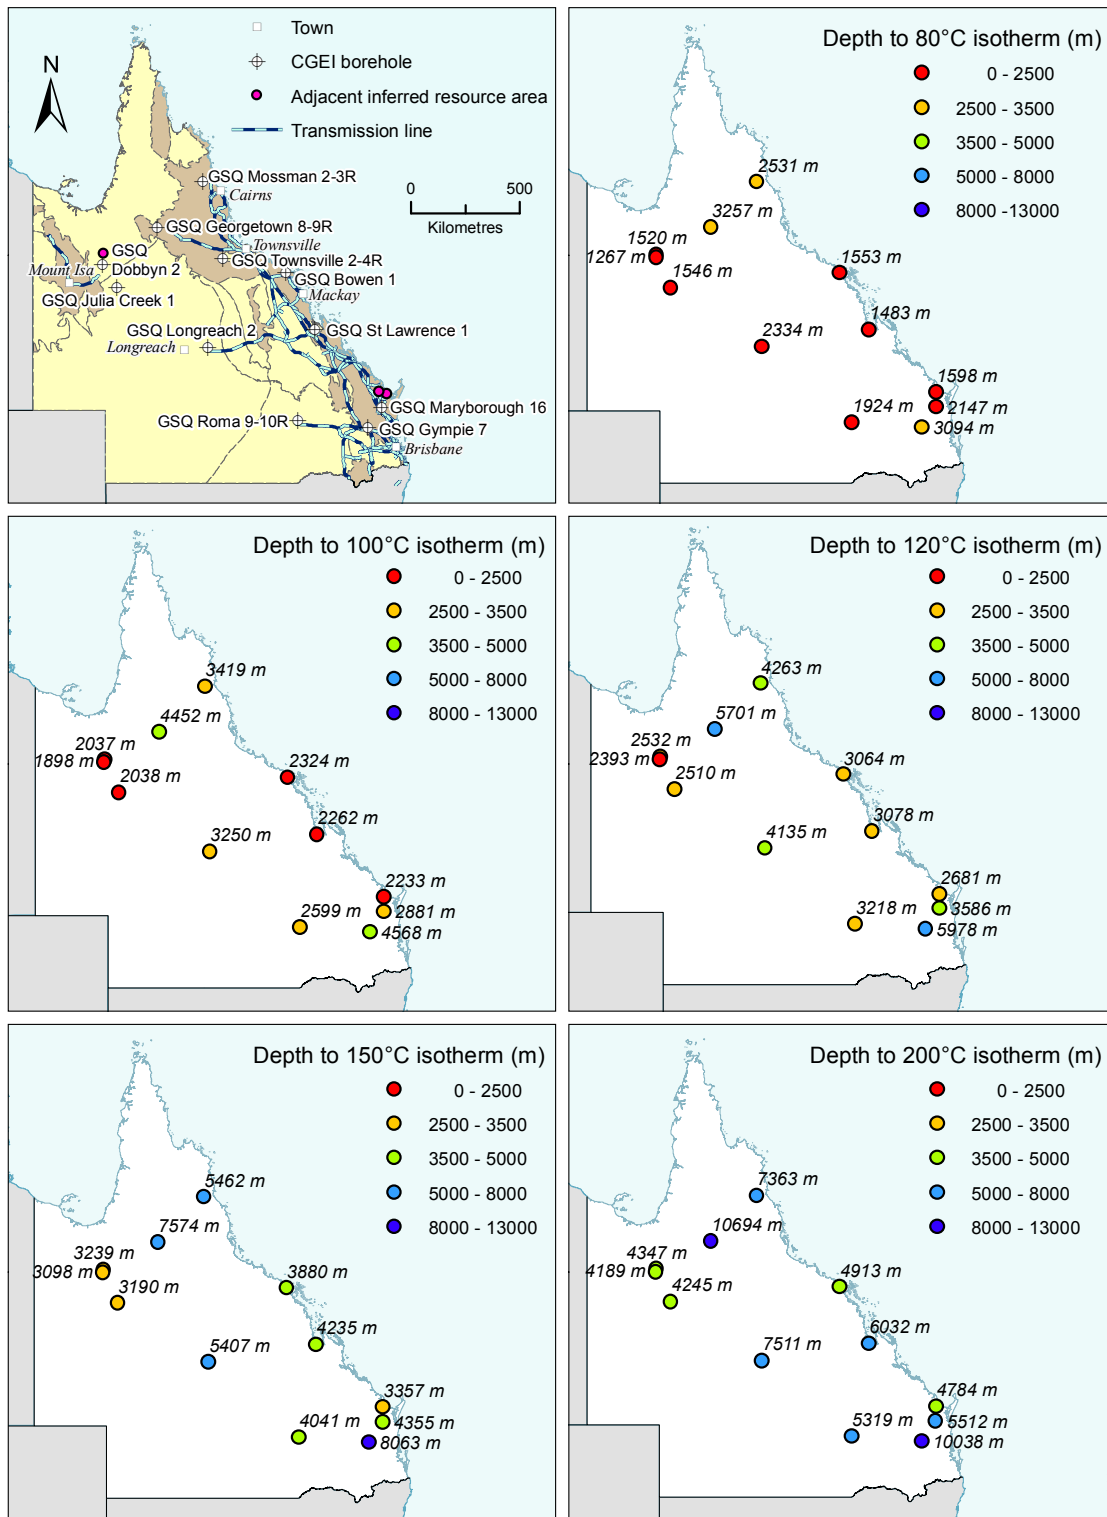 Town
CGEI borehole
Adjacent inferred resource area
Transmission line
N
0 500
Kilometres
GSQ Mossman 2-3R
Cairns
GSQ Georgetown 8-9R
Townsville
GSQ Townsville 2-4R
GSQ
Dobbyn 2
Mount Isa
GSQ Bowen 1
Mackay
GSQ Julia Creek 1
GSQ Longreach 2
GSQ St Lawrence 1
Longreach
GSQ Maryborough 16
GSQ Roma 9-10R
GSQ Gympie 7
Brisbane
Depth to 80°C isotherm (m)
0 - 2500
2500 - 3500
3500 - 5000
5000 - 8000
8000 -13000
2531 m
3257 m
1520 m
1267 m
1546 m
1553 m
1483 m
2334 m
1598 m
2147 m
1924 m
3094 m
Depth to 100°C isotherm (m)
0 - 2500
2500 - 3500
3500 - 5000
5000 - 8000
8000 - 13000
3419 m
4452 m
2037 m
1898 m
2038 m
2324 m
2262 m
3250 m
2233 m
2881 m
2599 m
4568 m
Depth to 120°C isotherm (m)
0 - 2500
2500 - 3500
3500 - 5000
5000 - 8000
8000 - 13000
4263 m
5701 m
2532 m
2393 m
2510 m
3064 m
3078 m
4135 m
2681 m
3586 m
3218 m
5978 m
Depth to 150°C isotherm (m)
0 - 2500
2500 - 3500
3500 - 5000
5000 - 8000
8000 - 13000
5462 m
7574 m
3239 m
3098 m
3190 m
3880 m
4235 m
5407 m
3357 m
4355 m
4041 m
8063 m
Depth to 200°C isotherm (m)
0 - 2500
2500 - 3500
3500 - 5000
5000 - 8000
8000 - 13000
7363 m
10694 m
4347 m
4189 m
4245 m
4913 m
6032 m
7511 m
4784 m
5512 m
5319 m
10038 m